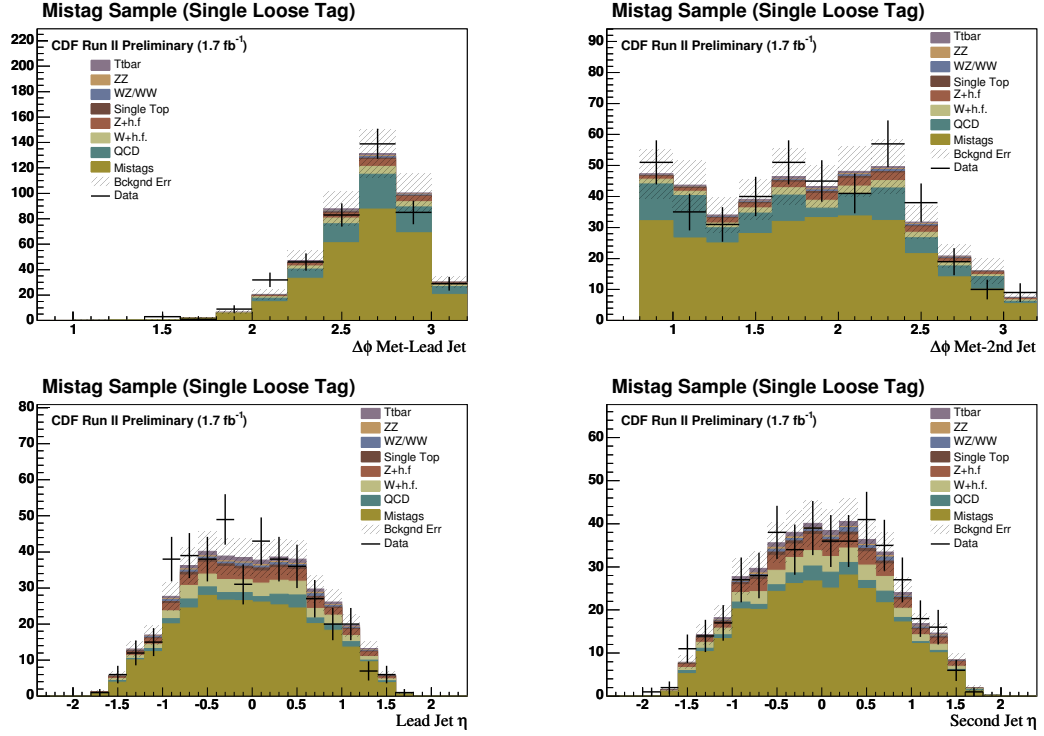 Mistag Sample (Single Loose Tag)
CDF Run II Preliminary (1.7 fb⁻¹)
Ttbar
ZZ
WZ/WW
Single Top
Z+h.f
W+h.f.
QCD
Mistags
Bckgnd Err
Data
220
200
180
160
140
120
100
80
60
40
20
0
1 1.5 2 2.5 3
Δϕ Met-Lead Jet
Mistag Sample (Single Loose Tag)
CDF Run II Preliminary (1.7 fb⁻¹)
Ttbar
ZZ
WZ/WW
Single Top
Z+h.f
W+h.f.
QCD
Mistags
Bckgnd Err
Data
90
80
70
60
50
40
30
20
10
0
1 1.5 2 2.5 3
Δϕ Met-2nd Jet
Mistag Sample (Single Loose Tag)
CDF Run II Preliminary (1.7 fb⁻¹)
Ttbar
ZZ
WZ/WW
Single Top
Z+h.f
W+h.f.
QCD
Mistags
Bckgnd Err
Data
80
70
60
50
40
30
20
10
0
-2 -1.5 -1 -0.5 0 0.5 1 1.5 2
Lead Jet η
Mistag Sample (Single Loose Tag)
CDF Run II Preliminary (1.7 fb⁻¹)
Ttbar
ZZ
WZ/WW
Single Top
Z+h.f
W+h.f.
QCD
Mistags
Bckgnd Err
Data
60
50
40
30
20
10
0
-2 -1.5 -1 -0.5 0 0.5 1 1.5 2
Second Jet η